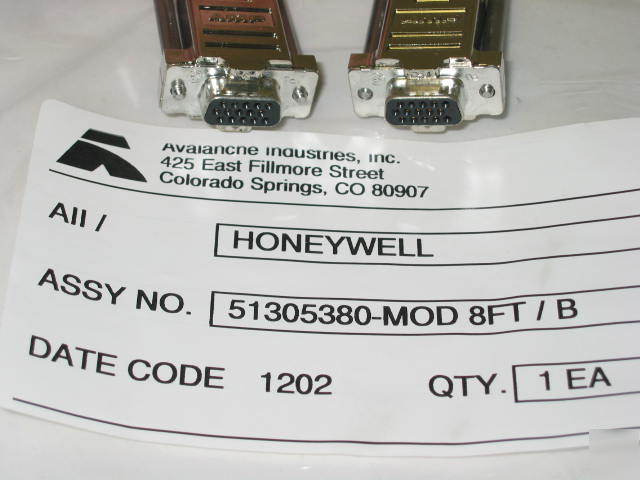 Avalanche Industries, Inc.
425 East Fillmore Street
Colorado Springs, CO 80907
All / HONEYWELL
ASSY NO. 51305380-MOD 8FT / B
DATE CODE 1202 QTY. 1 EA